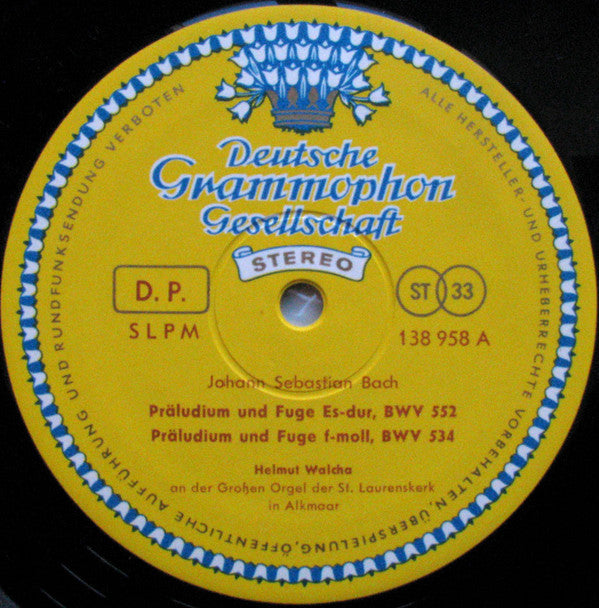 Deutsche
Grammophon
Gesellschaft
STEREO
D. P.
SLPM
ST 33
138 958 A
Johann Sebastian Bach
Präludium und Fuge Es-dur, BWV 552
Präludium und Fuge f-moll, BWV 534
Helmut Walcha
an der Großen Orgel der St. Laurenskerk
in Alkmaar
ALLE HERSTELLER- UND URHEBERRECHTE VORBEHALTEN, ÜBERSPIELUNG, ÖFFENTLICHE AUFFÜHRUNG UND RUNDFUNKSENDUNG VERBOTEN